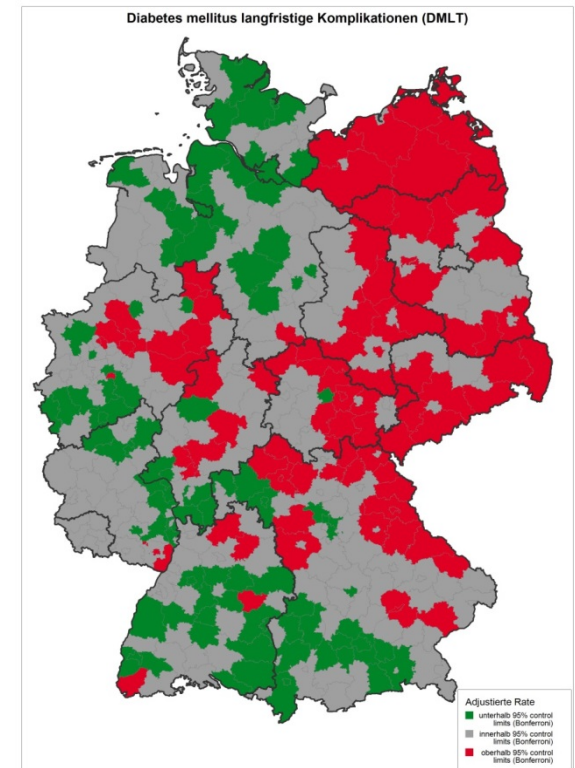 Diabetes mellitus langfristige Komplikationen (DMLT)
Adjustierte Rate
unterhalb 95% control
limits (Bonferroni)
innerhalb 95% control
limits (Bonferroni)
oberhalb 95% control
limits (Bonferroni)